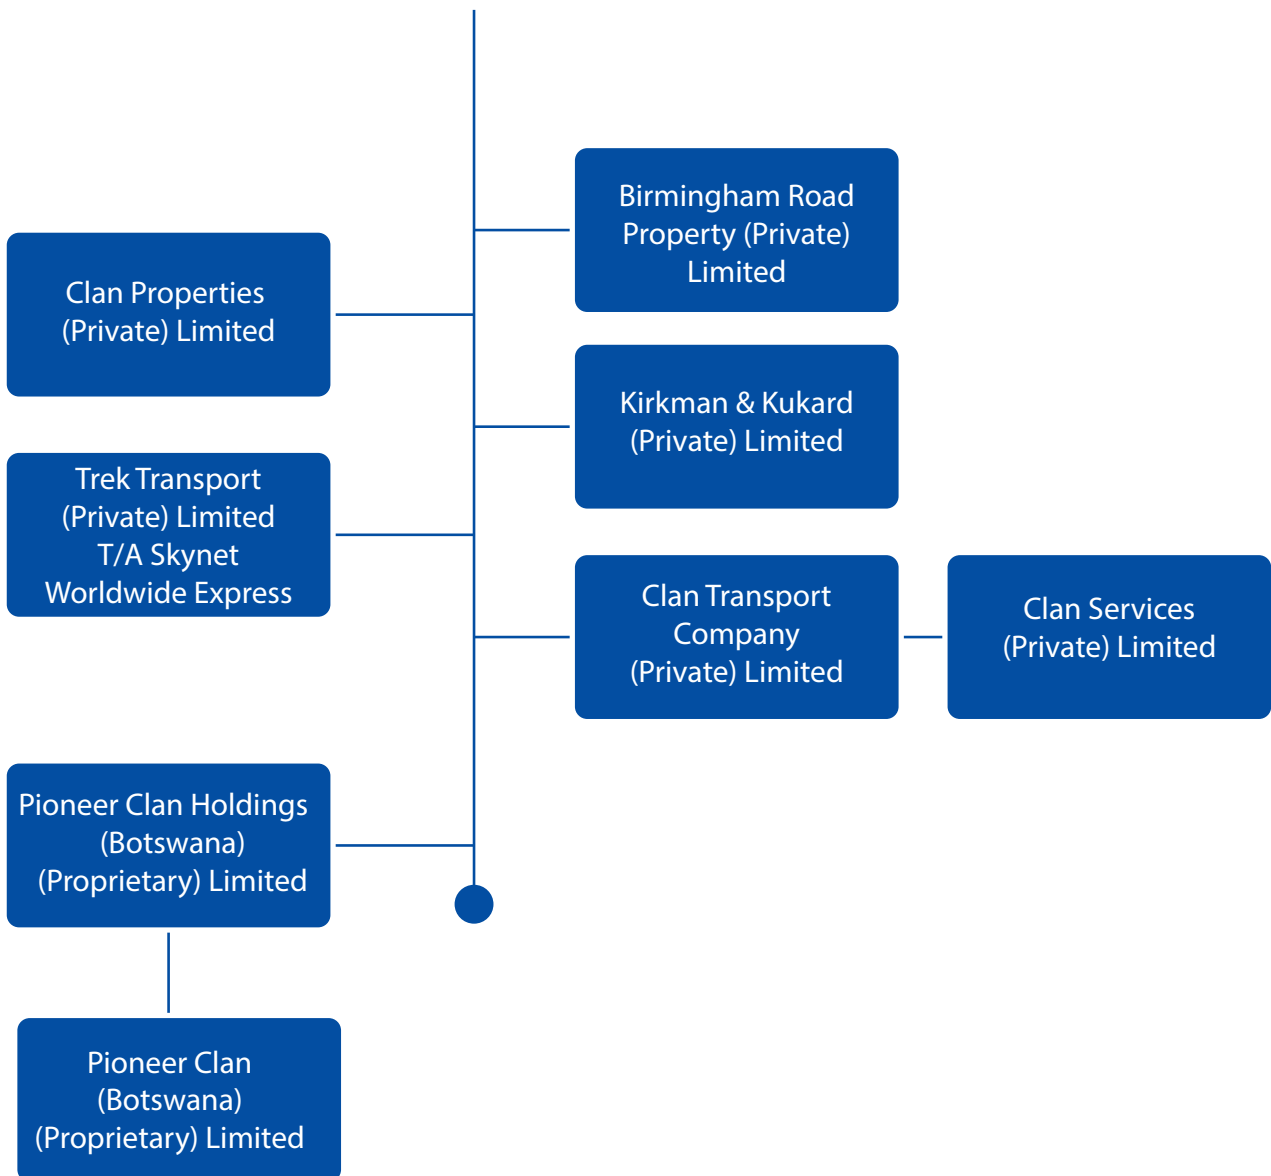 Birmingham Road
Property (Private)
Limited
Clan Properties
(Private) Limited
Kirkman & Kukard
(Private) Limited
Trek Transport
(Private) Limited
T/A Skynet
Worldwide Express
Clan Transport
Company
(Private) Limited
Clan Services
(Private) Limited
Pioneer Clan Holdings
(Botswana)
(Proprietary) Limited
Pioneer Clan
(Botswana)
(Proprietary) Limited